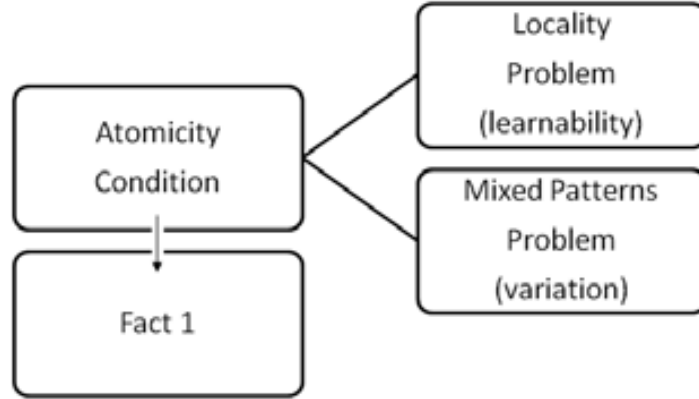 Locality
Problem
(learnability)
Atomicity
Condition
Mixed Patterns
Problem
(variation)
Fact 1